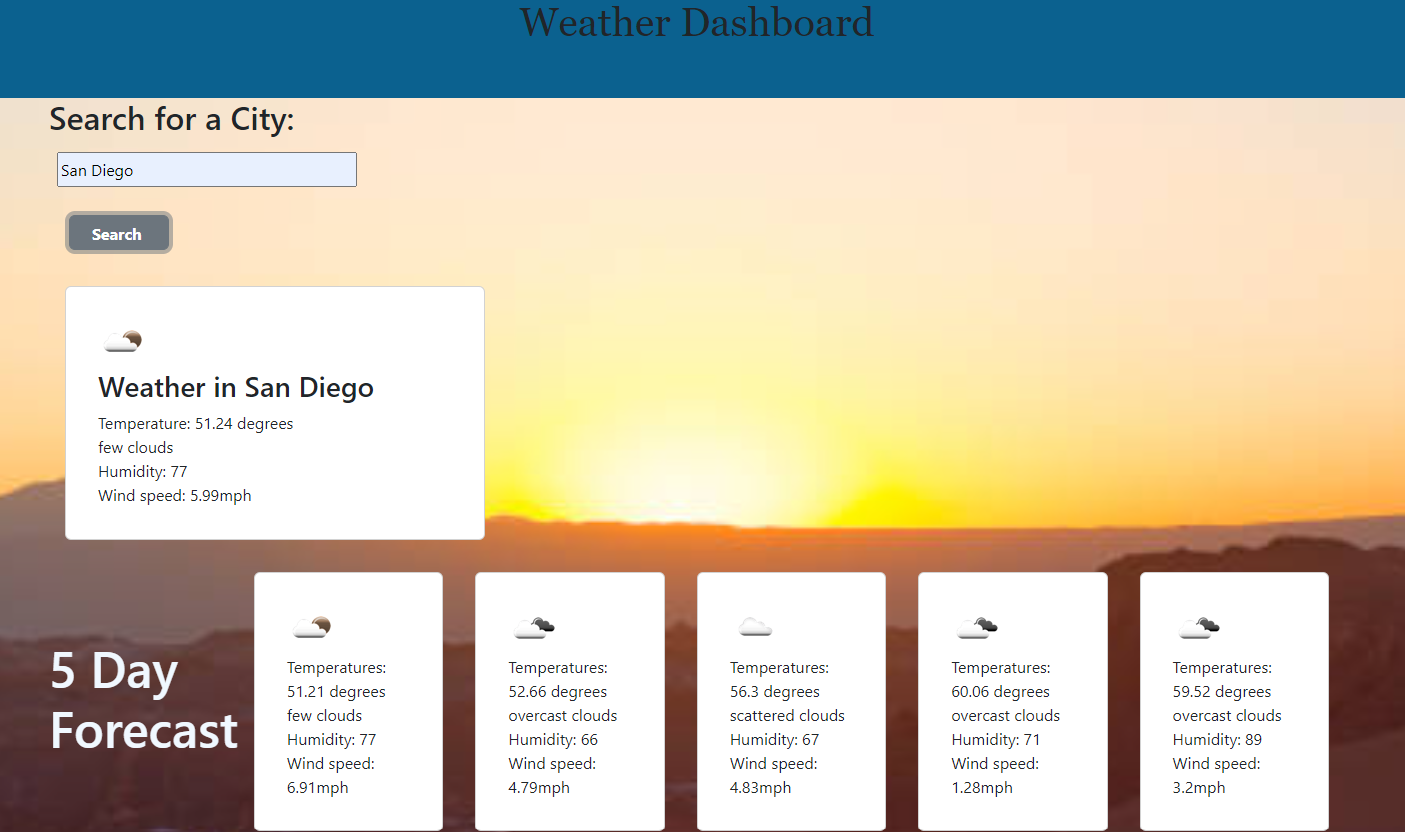 Weather Dashboard
Search for a City:
San Diego
Search
Weather in San Diego
Temperature: 51.24 degrees
few clouds
Humidity: 77
Wind speed: 5.99mph
5 Day
Forecast
Temperatures:
51.21 degrees
few clouds
Humidity: 77
Wind speed:
6.91mph
Temperatures:
52.66 degrees
overcast clouds
Humidity: 66
Wind speed:
4.79mph
Temperatures:
56.3 degrees
scattered clouds
Humidity: 67
Wind speed:
4.83mph
Temperatures:
60.06 degrees
overcast clouds
Humidity: 71
Wind speed:
1.28mph
Temperatures:
59.52 degrees
overcast clouds
Humidity: 89
Wind speed:
3.2mph